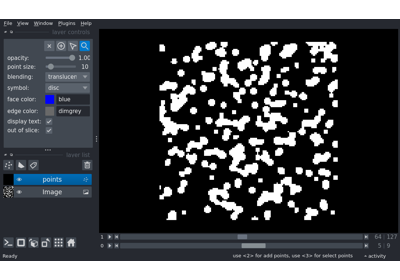 File View Window Plugins Help
layer controls
opacity: 1.00
point size: 10
blending: translucen
symbol: disc
face color: blue
edge color: dimgrey
display text:
out of slice:
layer list
points
Image
1 64 127
0 5 9
Ready use <2> for add points, use <3> for select points activity